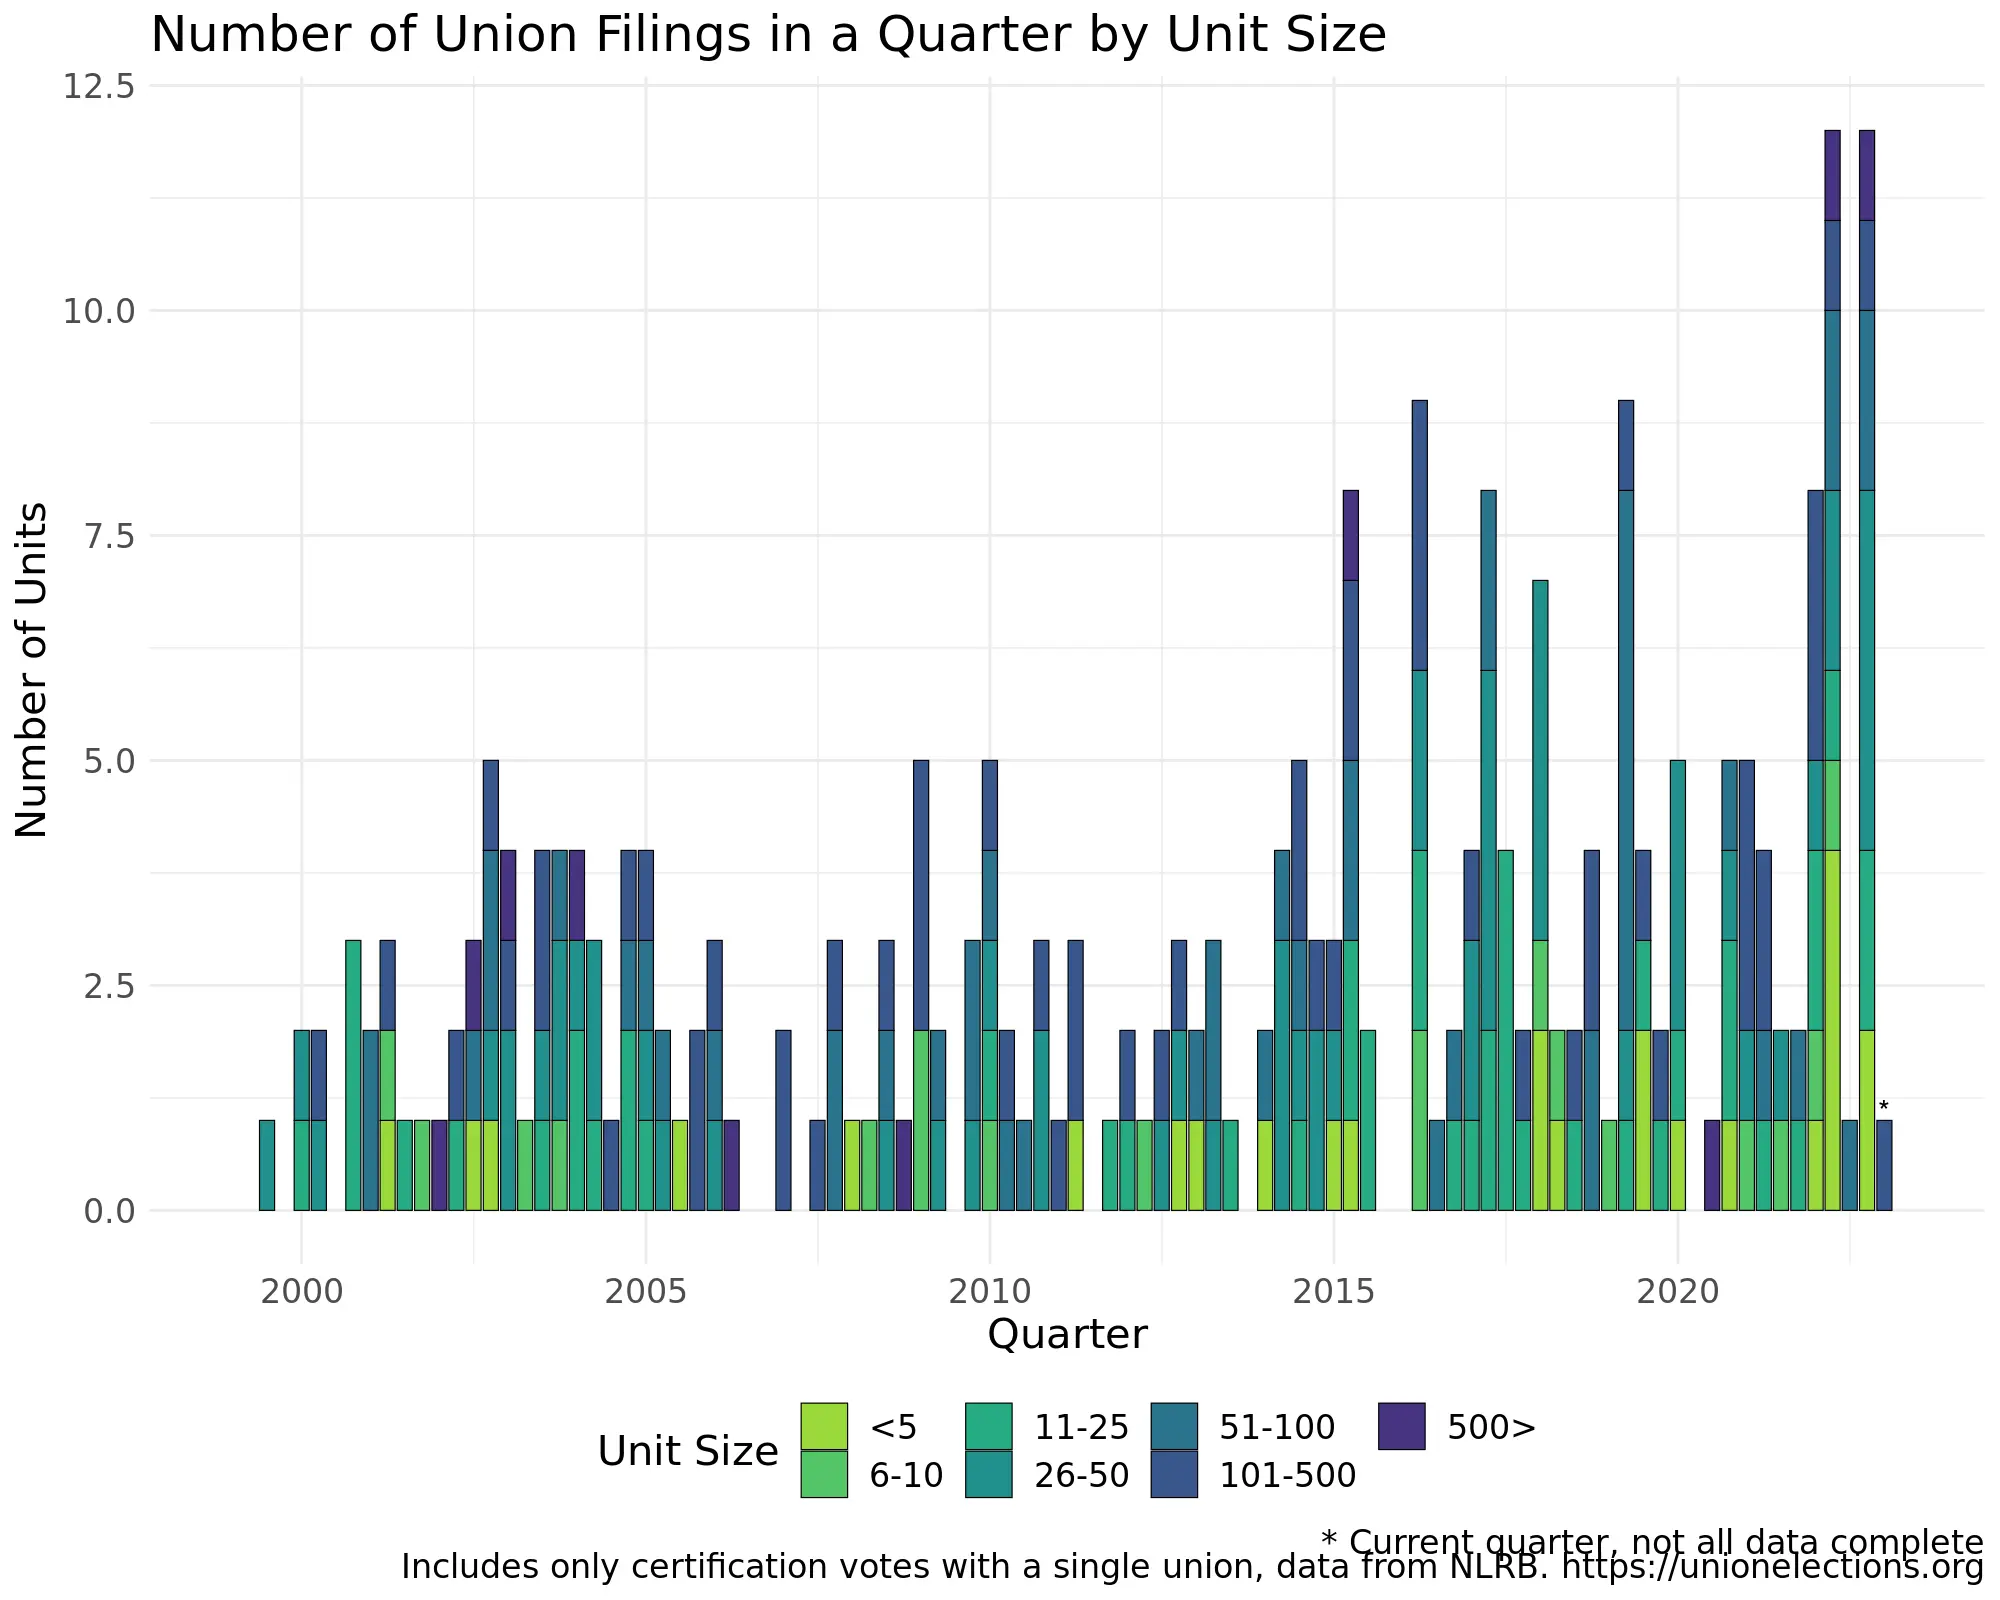 Number of Union Filings in a Quarter by Unit Size
Number of Units
12.5
10.0
7.5
5.0
2.5
0.0
*
2000 2005 2010 2015 2020
Quarter
Unit Size
<5 11-25 51-100 500>
6-10 26-50 101-500
* Current quarter, not all data complete
Includes only certification votes with a single union, data from NLRB. https://unionelections.org